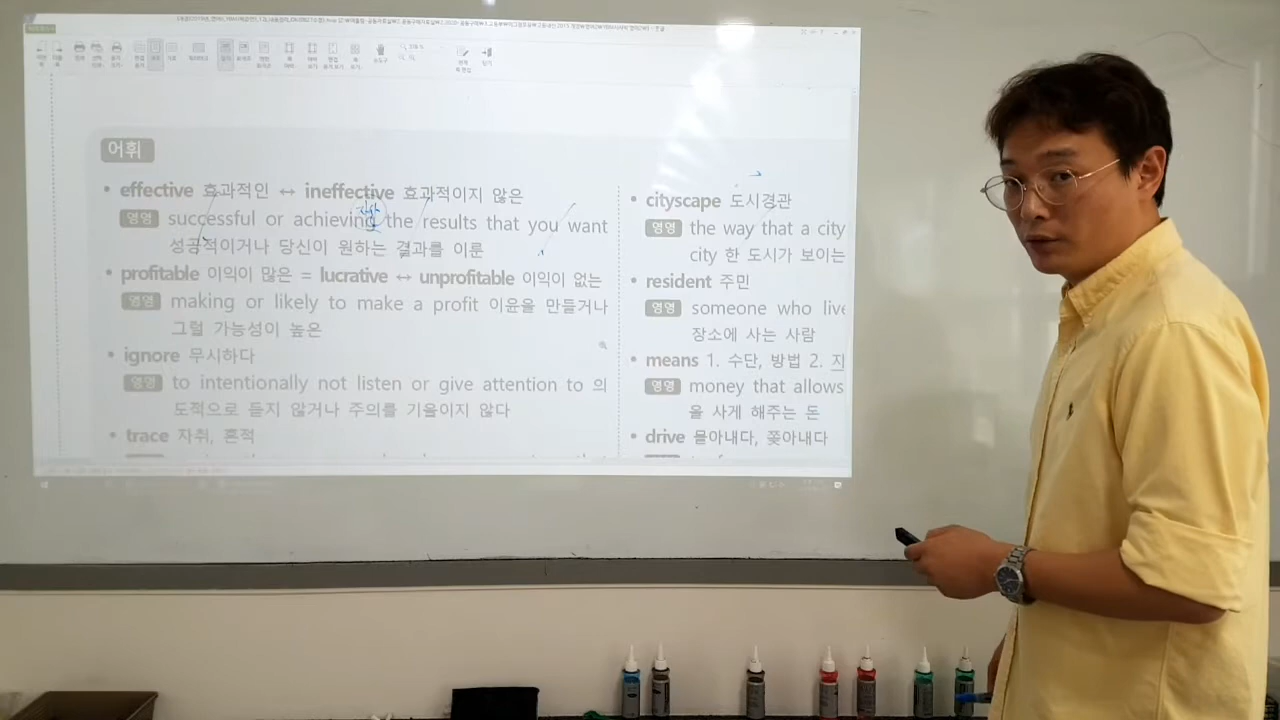 어휘
• effective 효과적인 ↔ ineffective 효과적이지 않은
영영 successful or achieving the results that you want
성공적이거나 당신이 원하는 결과를 이룬
• profitable 이익이 많은 = lucrative ↔ unprofitable 이익이 없는
영영 making or likely to make a profit 이윤을 만들거나
그럴 가능성이 높은
• ignore 무시하다
영영 to intentionally not listen or give attention to 의
도적으로 듣지 않거나 주의를 기울이지 않다
• trace 자취, 흔적
• cityscape 도시경관
영영 the way that a city
city 한 도시가 보이는
• resident 주민
영영 someone who live
장소에 사는 사람
• means 1. 수단, 방법 2. 지
영영 money that allows
을 사게 해주는 돈
• drive 몰아내다, 쫓아내다